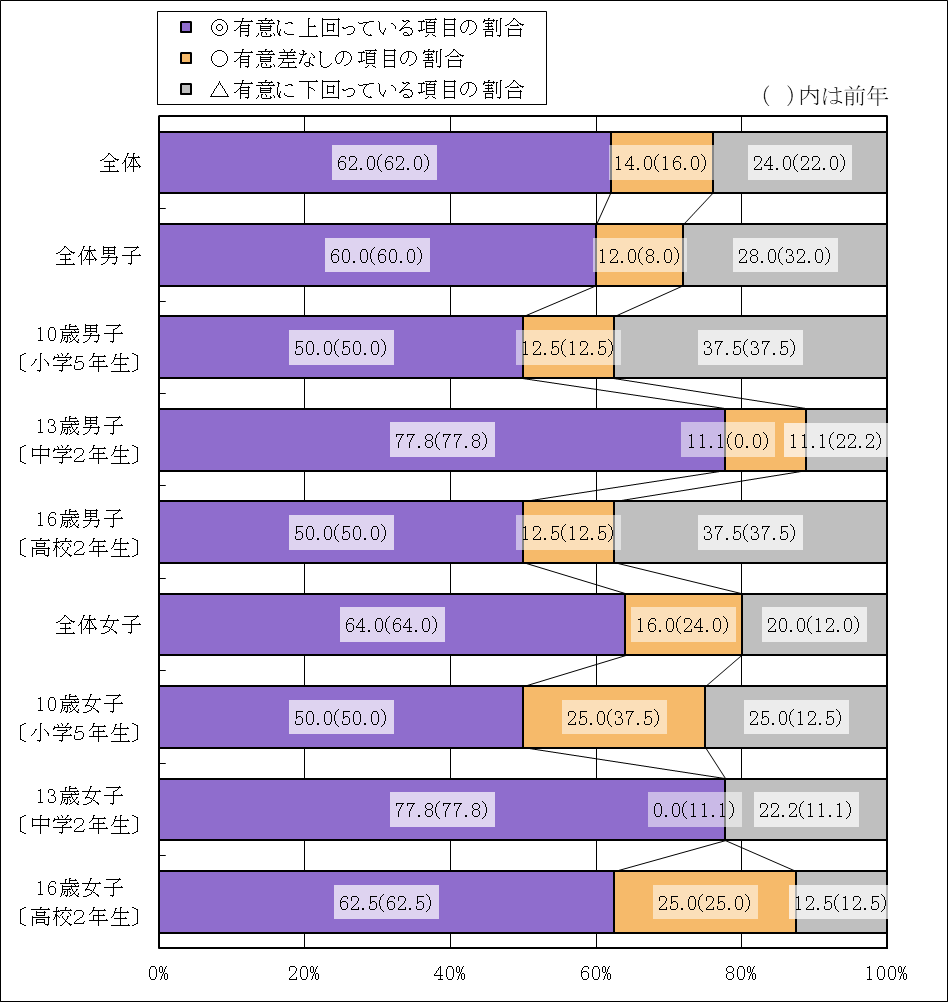 ◎有意に上回っている項目の割合
○有意差なしの項目の割合
△有意に下回っている項目の割合
(　)内は前年
全体
62.0(62.0) 14.0(16.0) 24.0(22.0)
全体男子
60.0(60.0) 12.0(8.0) 28.0(32.0)
10歳男子
〔小学5年生〕
50.0(50.0) 12.5(12.5) 37.5(37.5)
13歳男子
〔中学2年生〕
77.8(77.8) 11.1(0.0) 11.1(22.2)
16歳男子
〔高校2年生〕
50.0(50.0) 12.5(12.5) 37.5(37.5)
全体女子
64.0(64.0) 16.0(24.0) 20.0(12.0)
10歳女子
〔小学5年生〕
50.0(50.0) 25.0(37.5) 25.0(12.5)
13歳女子
〔中学2年生〕
77.8(77.8) 0.0(11.1) 22.2(11.1)
16歳女子
〔高校2年生〕
62.5(62.5) 25.0(25.0) 12.5(12.5)
0% 20% 40% 60% 80% 100%